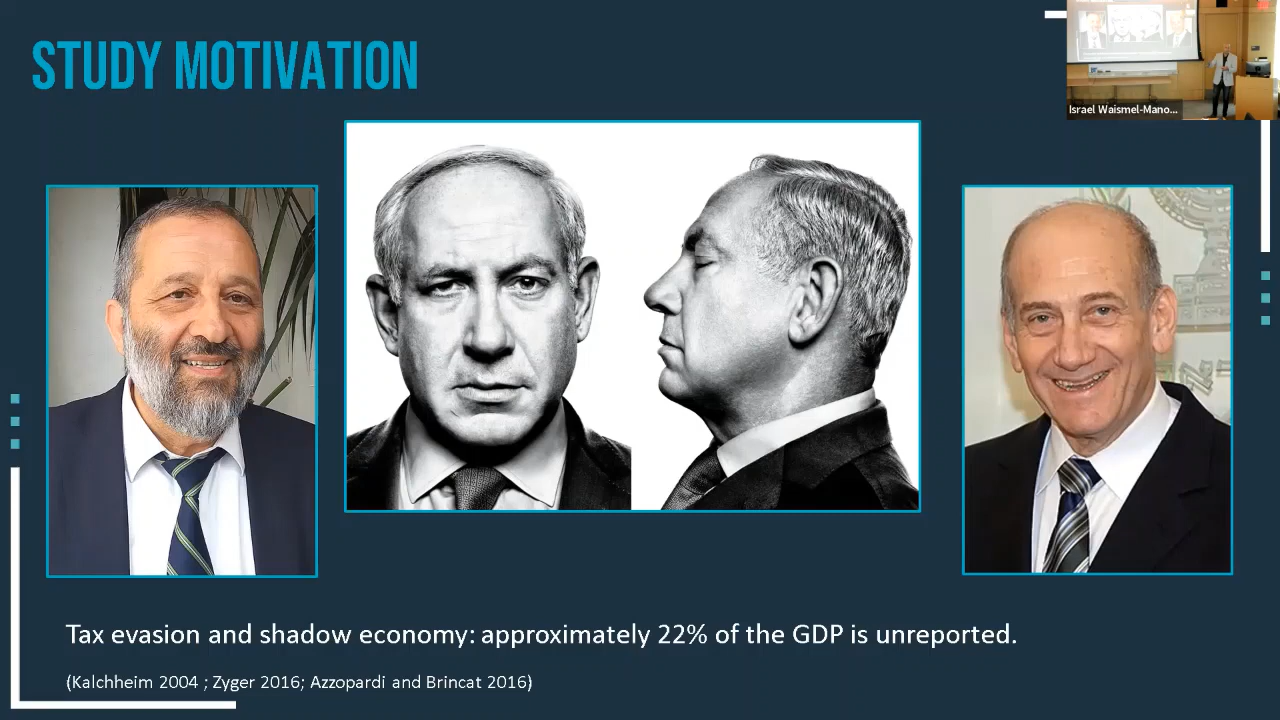 STUDY MOTIVATION
Israel Waismel-Mano...
Tax evasion and shadow economy: approximately 22% of the GDP is unreported.
(Kalchheim 2004 ; Zyger 2016; Azzopardi and Brincat 2016)